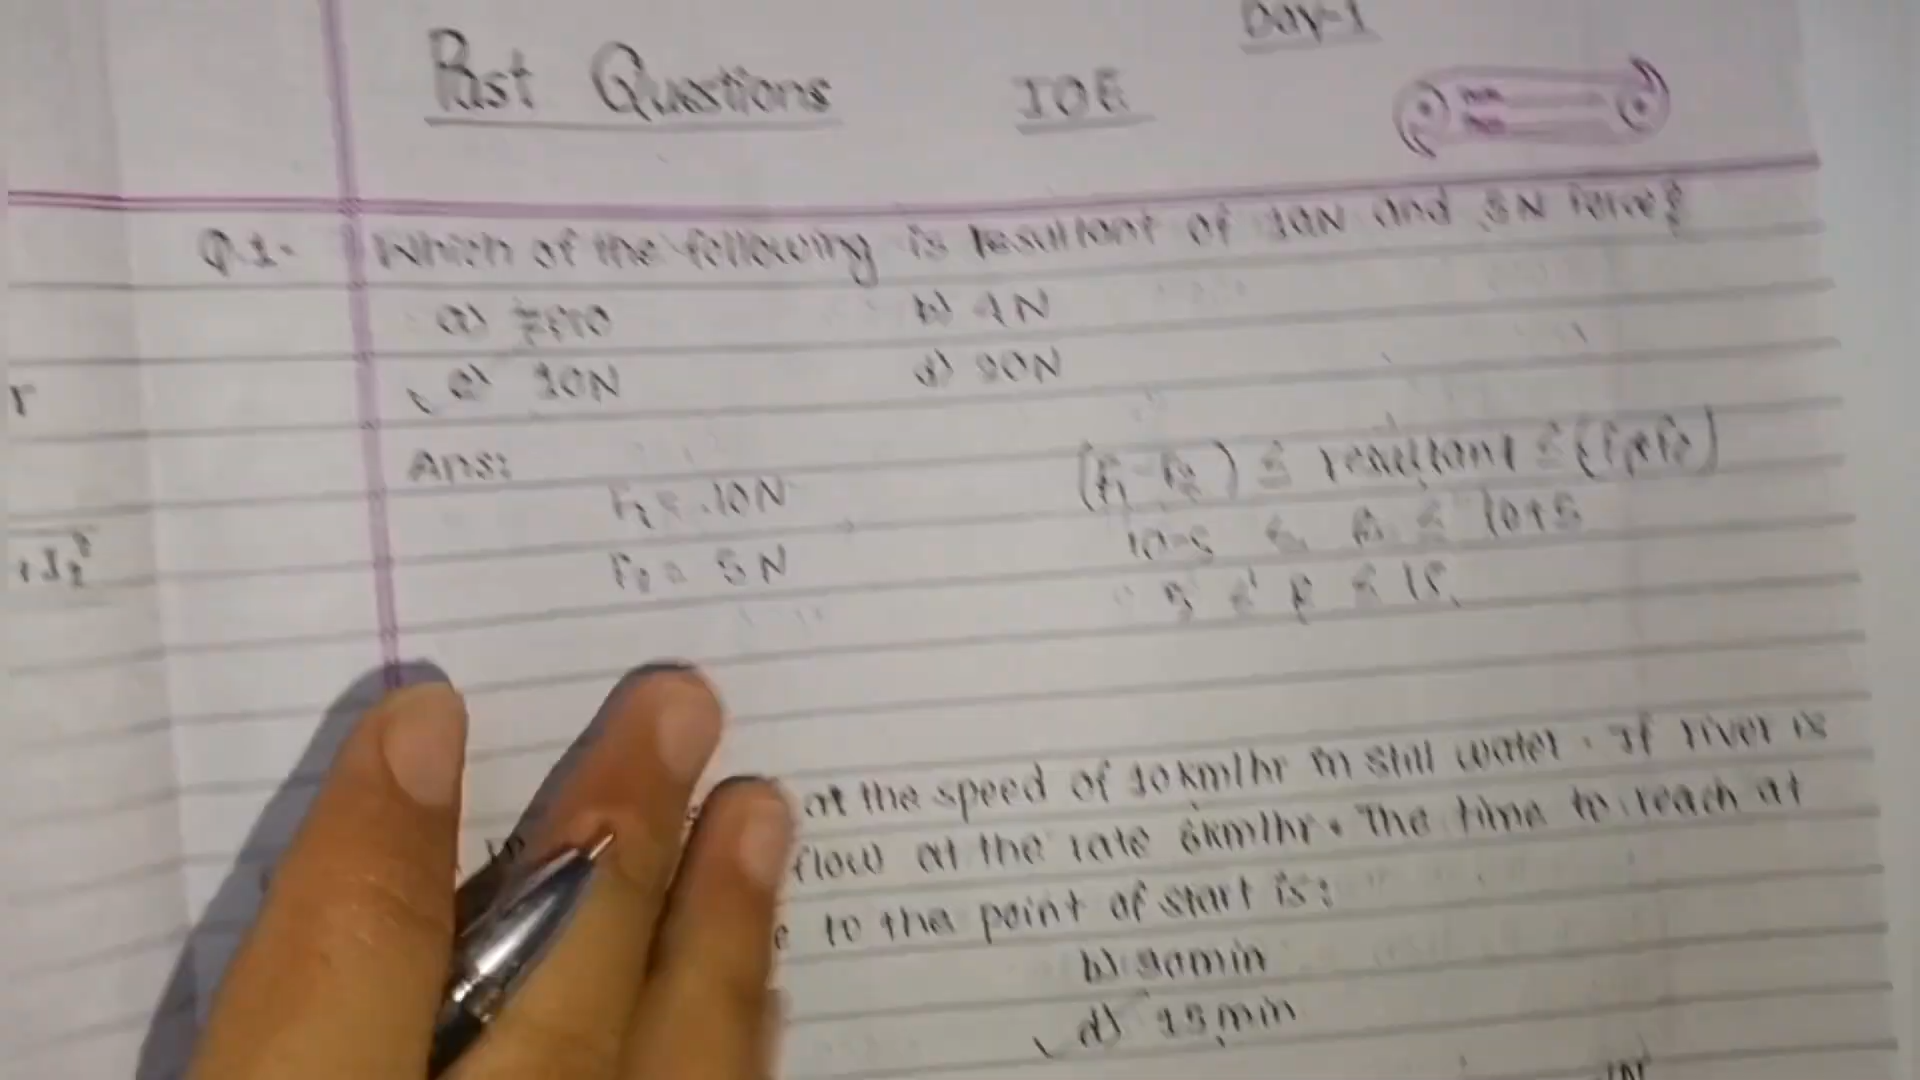 Day-1
Past Questions IOE
Q.1. Which of the following is resultant of 10N and 5N force?
a) zero b) 4N
c) 10N d) 20N
r
Ans:
F₁ = 10N (F₁-F₂) ≤ resultant ≤ (F₁+F₂)
F₂ = 5N 10-5 ≤ R ≤ 10+5
5 ≤ R ≤ 15
at the speed of 10km/hr in still water. If river is
flow at the rate 6km/hr. The time to reach at
to the point of start is:
b)
d) 15min